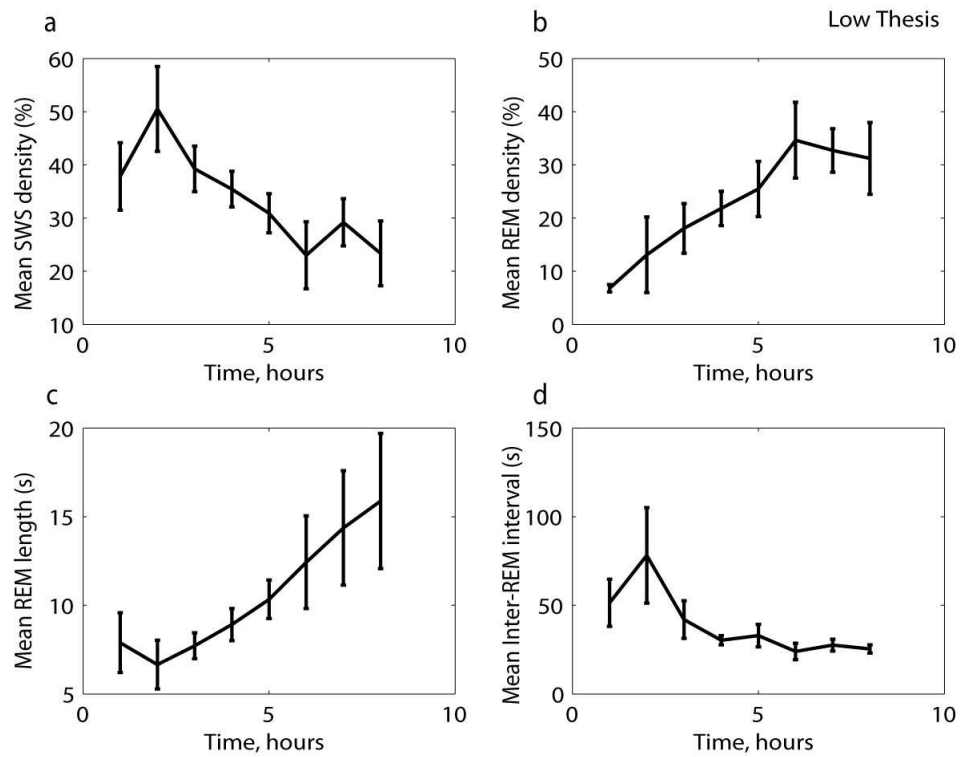 a
b
Low Thesis
60
50
40
30
20
10
Mean SWS density (%)
0
5
10
Time, hours
50
40
30
20
10
0
Mean REM density (%)
0
5
10
Time, hours
c
d
20
15
10
5
Mean REM length (s)
0
5
10
Time, hours
150
100
50
0
Mean Inter-REM interval (s)
0
5
10
Time, hours